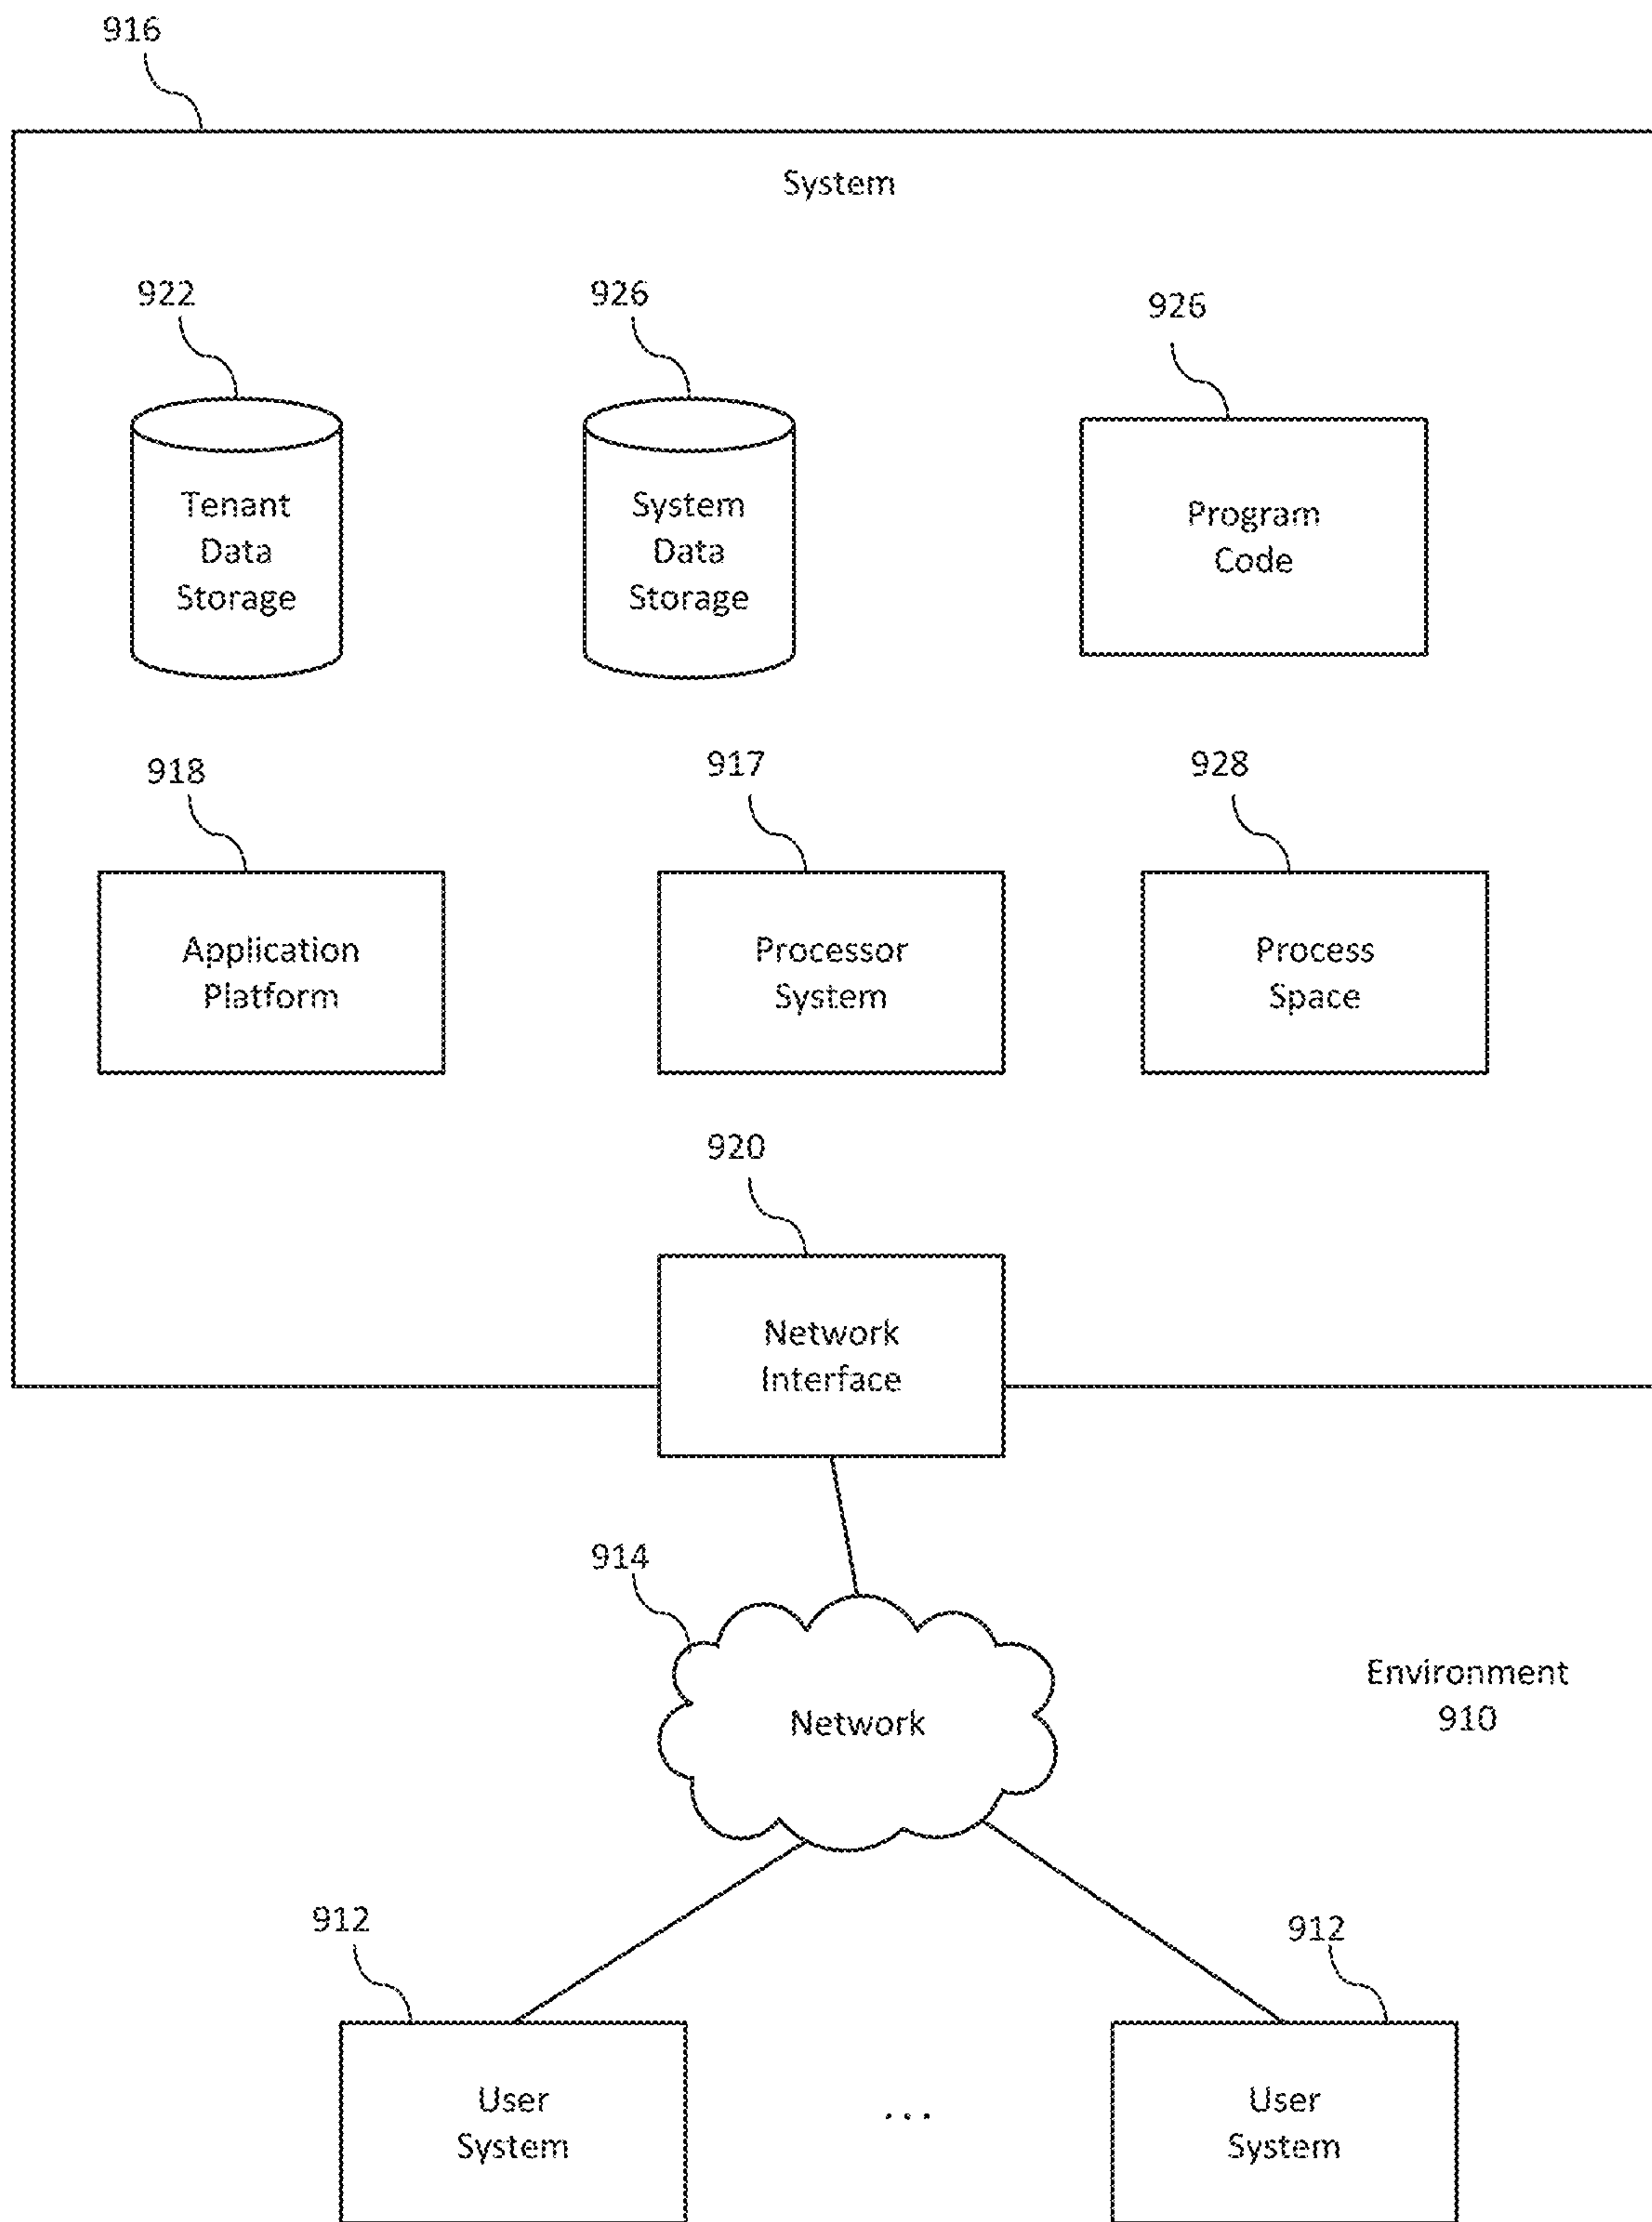 916
System
922
926
926
Tenant
Data
Storage
System
Data
Storage
Program
Code
918
917
928
Application
Platform
Processor
System
Process
Space
920
Network
Interface
914
Network
Environment
910
912
912
User
System
...
User
System